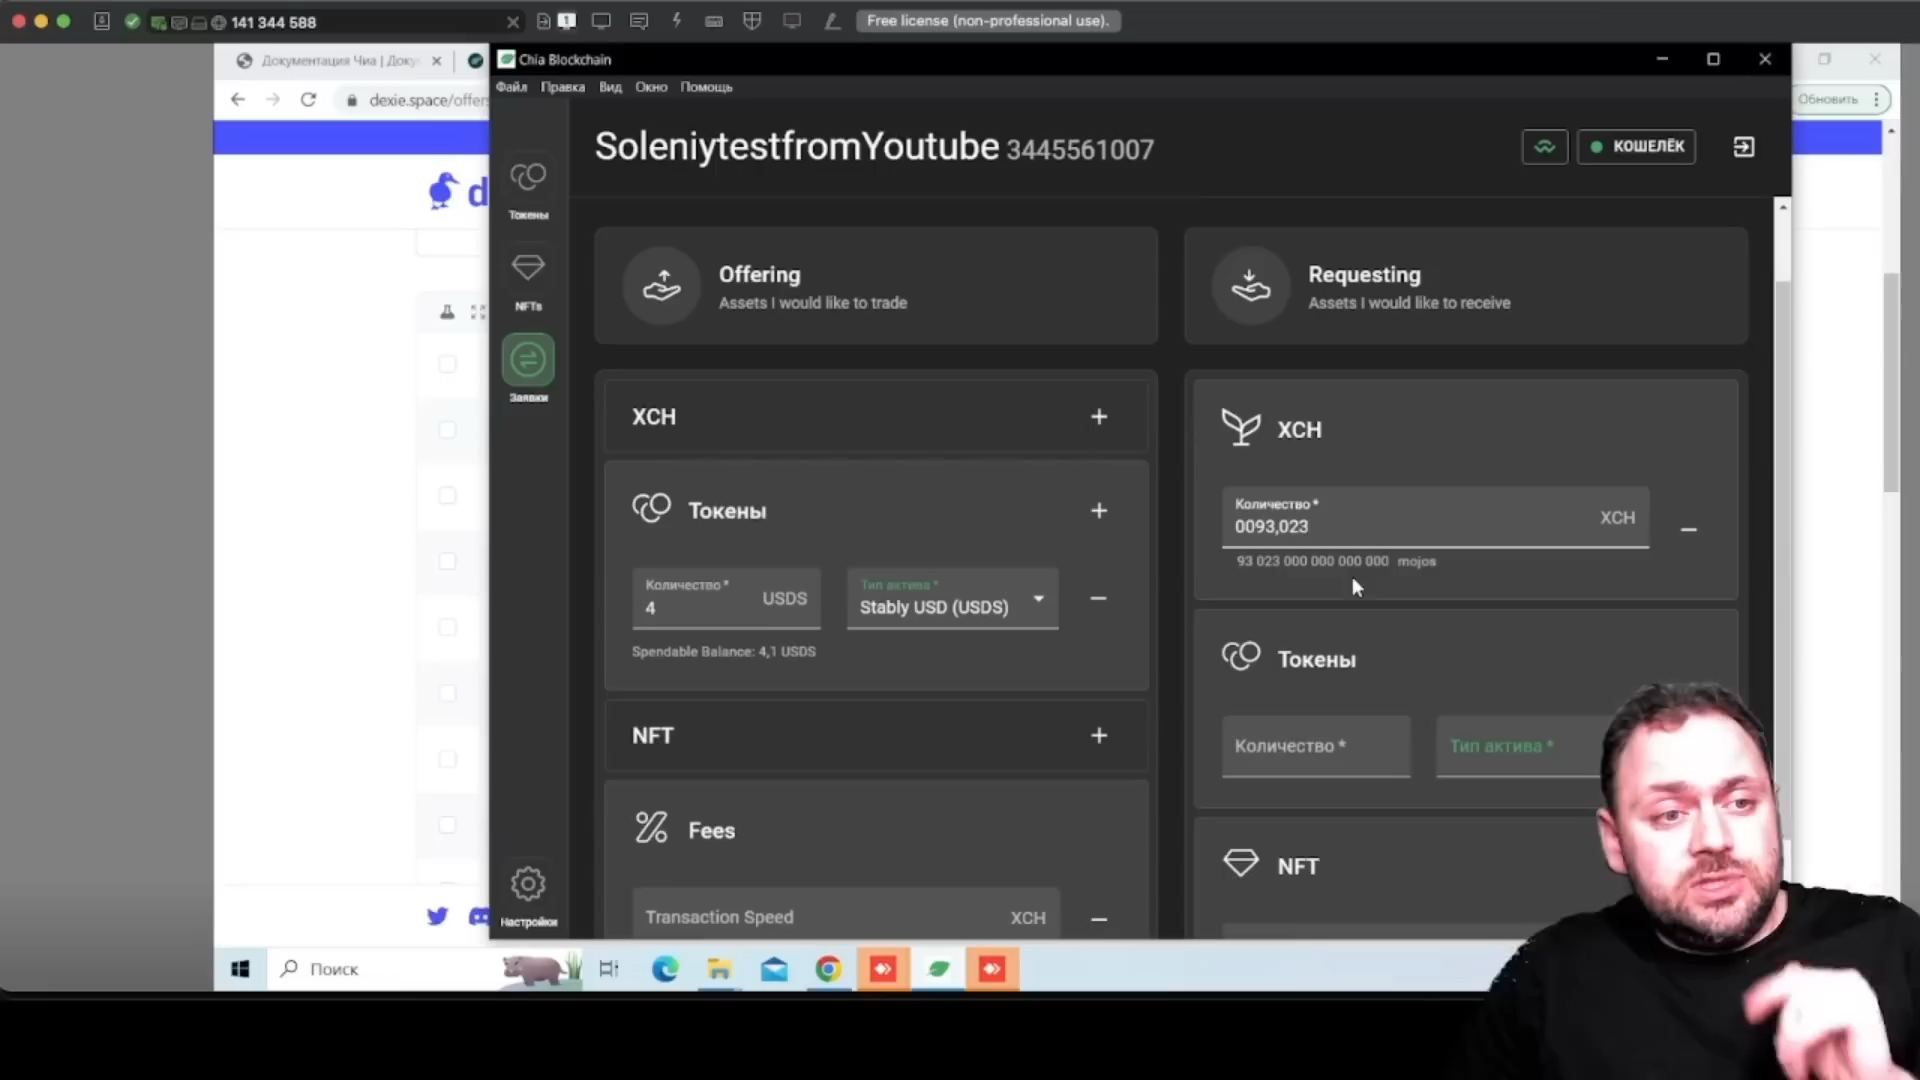 141 344 588
Free license (non-professional use).
Документация Чиа | Доку
Chia Blockchain
Файл Правка Вид Окно Помощь
dexie.space/offers
Обновить
SoleniytestfromYoutube 3445561007
КОШЕЛЁК
d
Токены
NFTs
Заявки
Настройки
Offering
Assets I would like to trade
Requesting
Assets I would like to receive
XCH
Токены
Количество *
4
USDS
Тип актива *
Stably USD (USDS)
Spendable Balance: 4,1 USDS
NFT
Fees
Transaction Speed
XCH
XCH
Количество *
0093,023
XCH
93 023 000 000 000 000 mojos
Токены
Количество *
Тип актива *
NFT
Поиск